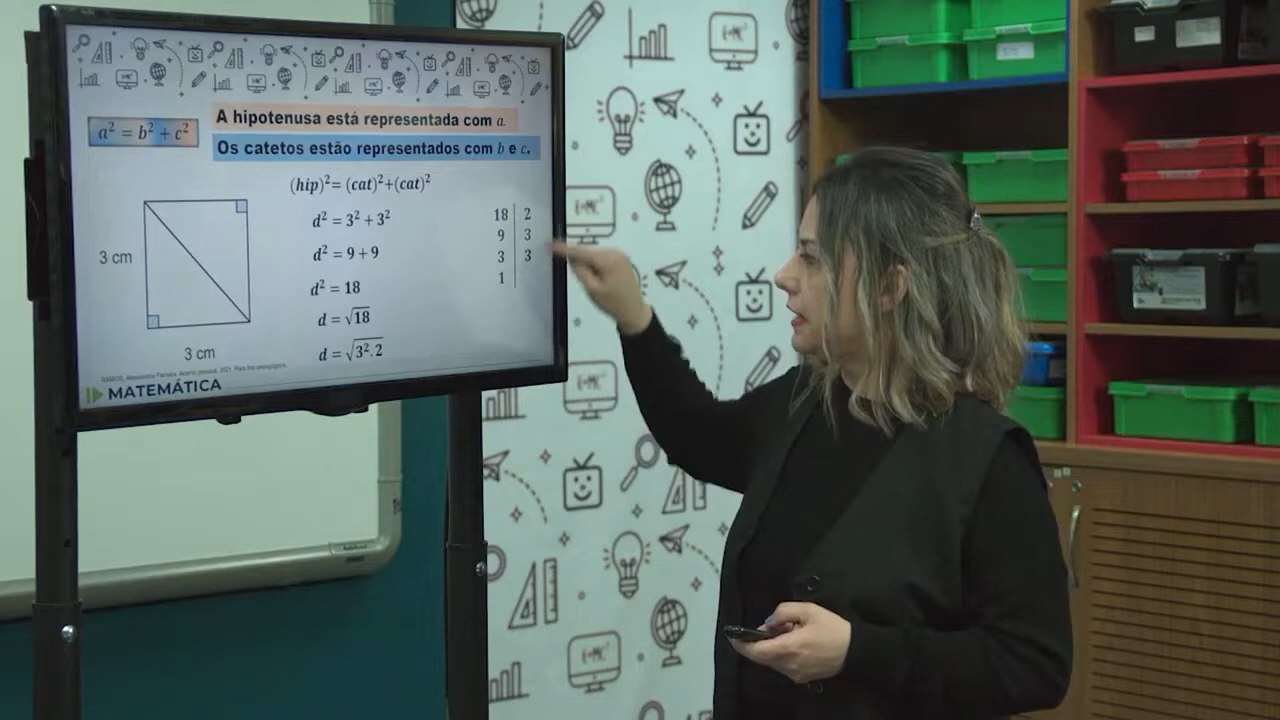 a² = b² + c²
A hipotenusa está representada com a.
Os catetos estão representados com b e c.
(hip)²= (cat)²+(cat)²
d² = 3² + 3²
d² = 9 + 9
d² = 18
d = √18
d = √3².2
18 | 2
9 | 3
3 | 3
1 |
3 cm
3 cm
MATEMÁTICA
E=MC²